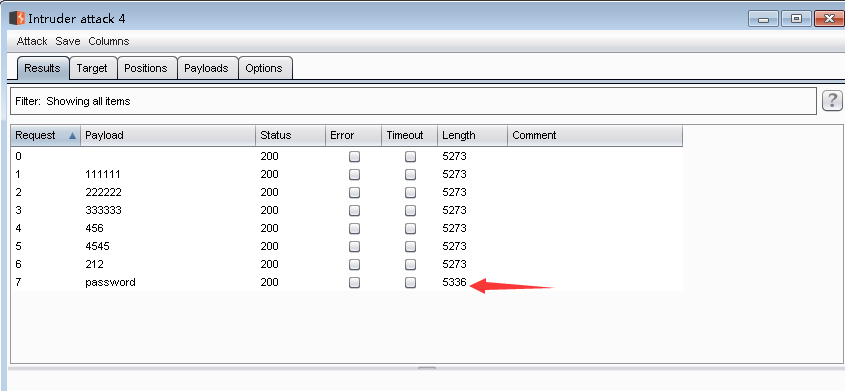 Intruder attack 4
Attack Save Columns
Results Target Positions Payloads Options
Filter: Showing all items ?
Request Payload Status Error Timeout Length Comment
0 200 5273
1 111111 200 5273
2 222222 200 5273
3 333333 200 5273
4 456 200 5273
5 4545 200 5273
6 212 200 5273
7 password 200 5336